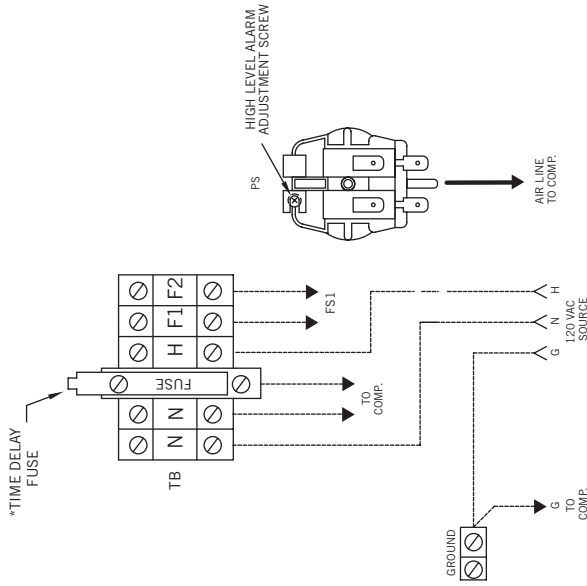 *TIME DELAY
FUSE
HIGH LEVEL ALARM
ADJUSTMENT SCREW
PS
N
N
FUSE
H
F1
F2
TB
TO
COMP.
FS1
AIR LINE
TO COMP.
GROUND
G
TO
COMP.
G
N
H
120 VAC
SOURCE